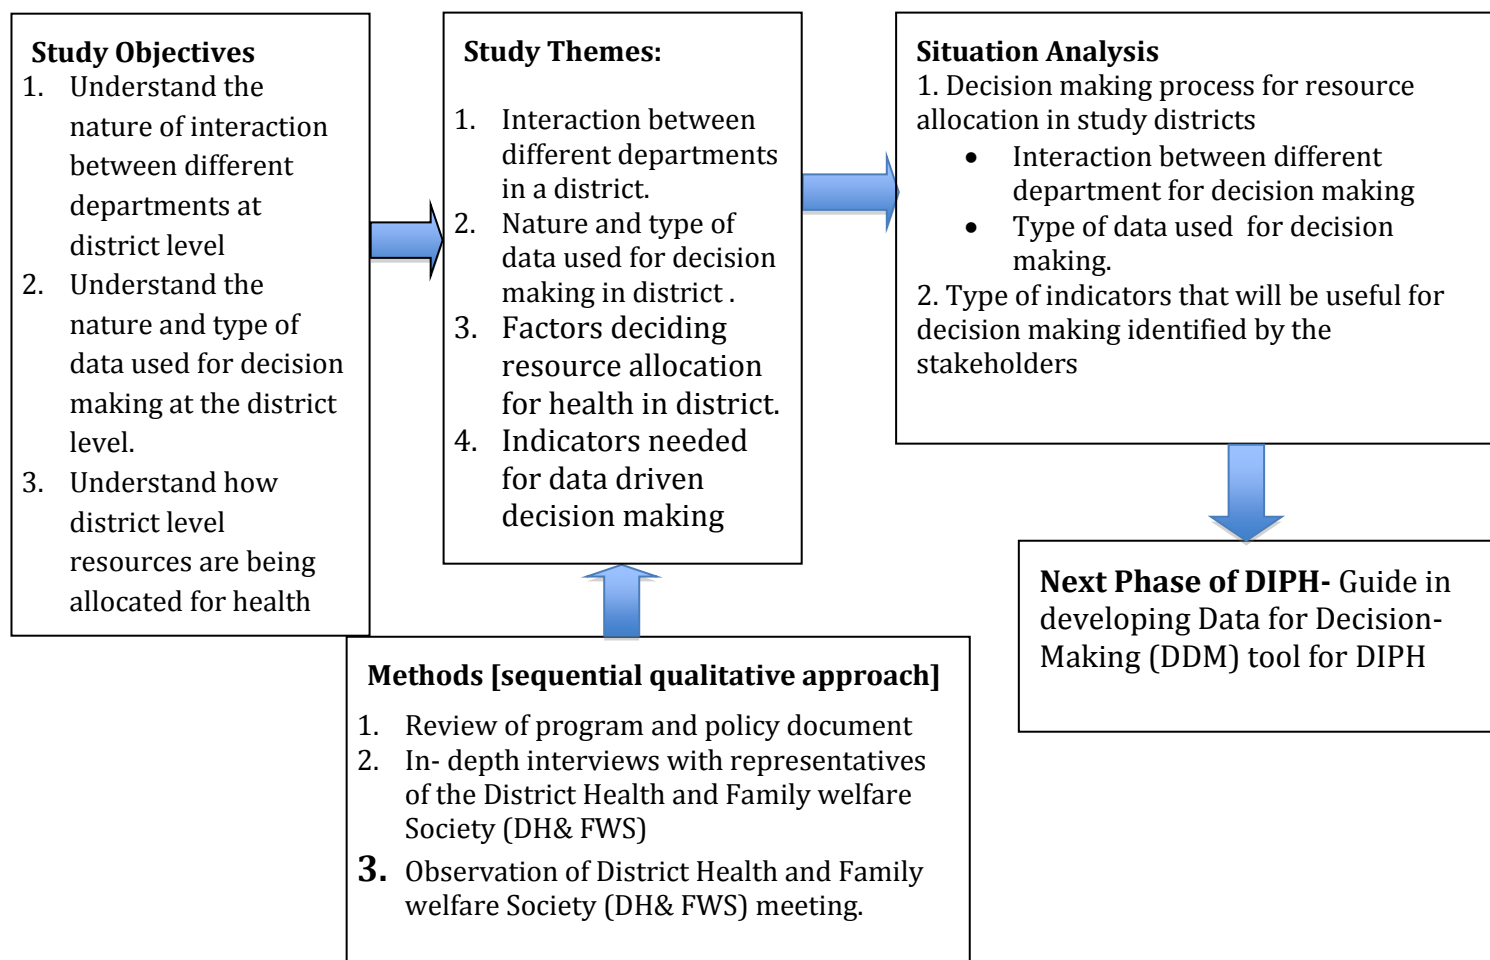 Study Objectives
1. Understand the
nature of interaction
between different
departments at
district level
2. Understand the
nature and type of
data used for decision
making at the district
level.
3. Understand how
district level
resources are being
allocated for health
Study Themes:
1. Interaction between
different departments
in a district.
2. Nature and type of
data used for decision
making in district .
3. Factors deciding
resource allocation
for health in district.
4. Indicators needed
for data driven
decision making
Situation Analysis
1. Decision making process for resource
allocation in study districts
• Interaction between different
department for decision making
• Type of data used for decision
making.
2. Type of indicators that will be useful for
decision making identified by the
stakeholders
Methods [sequential qualitative approach]
1. Review of program and policy document
2. In- depth interviews with representatives
of the District Health and Family welfare
Society (DH& FWS)
3. Observation of District Health and Family
welfare Society (DH& FWS) meeting.
Next Phase of DIPH- Guide in
developing Data for Decision-
Making (DDM) tool for DIPH